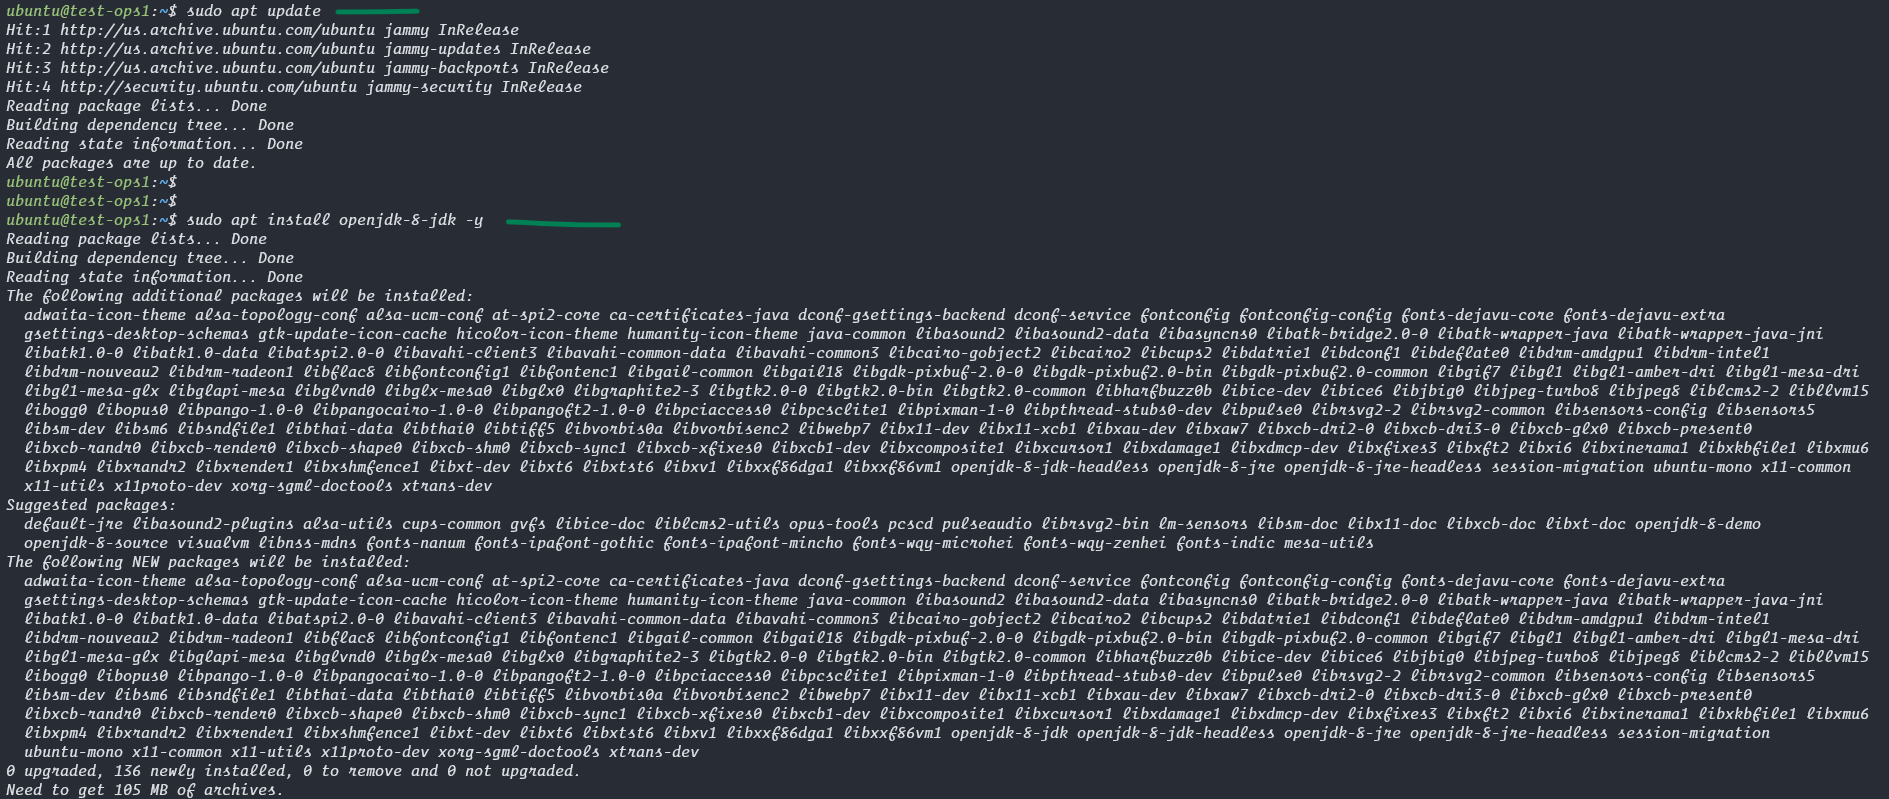 ubuntu@test-ops1:~$ sudo apt update
Hit:1 http://us.archive.ubuntu.com/ubuntu jammy InRelease
Hit:2 http://us.archive.ubuntu.com/ubuntu jammy-updates InRelease
Hit:3 http://us.archive.ubuntu.com/ubuntu jammy-backports InRelease
Hit:4 http://security.ubuntu.com/ubuntu jammy-security InRelease
Reading package lists... Done
Building dependency tree... Done
Reading state information... Done
All packages are up to date.
ubuntu@test-ops1:~$
ubuntu@test-ops1:~$
ubuntu@test-ops1:~$ sudo apt install openjdk-8-jdk -y
Reading package lists... Done
Building dependency tree... Done
Reading state information... Done
The following additional packages will be installed:
  adwaita-icon-theme alsa-topology-conf alsa-ucm-conf at-spi2-core ca-certificates-java dconf-gsettings-backend dconf-service fontconfig fontconfig-config fonts-dejavu-core fonts-dejavu-extra
  gsettings-desktop-schemas gtk-update-icon-cache hicolor-icon-theme humanity-icon-theme java-common libasound2 libasound2-data libasyncns0 libatk-bridge2.0-0 libatk-wrapper-java libatk-wrapper-java-jni
  libatk1.0-0 libatk1.0-data libatspi2.0-0 libavahi-client3 libavahi-common-data libavahi-common3 libcairo-gobject2 libcairo2 libcups2 libdatrie1 libdconf1 libdeflate0 libdrm-amdgpu1 libdrm-intel1
  libdrm-nouveau2 libdrm-radeon1 libflac8 libfontconfig1 libfontenc1 libgail-common libgail18 libgdk-pixbuf-2.0-0 libgdk-pixbuf2.0-bin libgdk-pixbuf2.0-common libgif7 libgl1 libgl1-amber-dri libgl1-mesa-dri
  libgl1-mesa-glx libglapi-mesa libglvnd0 libglx-mesa0 libglx0 libgraphite2-3 libgtk2.0-0 libgtk2.0-bin libgtk2.0-common libharfbuzz0b libice-dev libice6 libjbig0 libjpeg-turbo8 libjpeg8 liblcms2-2 libllvm15
  libogg0 libopus0 libpango-1.0-0 libpangocairo-1.0-0 libpangoft2-1.0-0 libpciaccess0 libpcsclite1 libpixman-1-0 libpthread-stubs0-dev libpulse0 librsvg2-2 librsvg2-common libsensors-config libsensors5
  libsm-dev libsm6 libsndfile1 libthai-data libthai0 libtiff5 libvorbis0a libvorbisenc2 libwebp7 libx11-dev libx11-xcb1 libxau-dev libxaw7 libxcb-dri2-0 libxcb-dri3-0 libxcb-glx0 libxcb-present0
  libxcb-randr0 libxcb-render0 libxcb-shape0 libxcb-shm0 libxcb-sync1 libxcb-xfixes0 libxcb1-dev libxcomposite1 libxcursor1 libxdamage1 libxdmcp-dev libxfixes3 libxft2 libxi6 libxinerama1 libxkbfile1 libxmu6
  libxpm4 libxrandr2 libxrender1 libxshmfence1 libxt-dev libxt6 libxtst6 libxv1 libxxf86dga1 libxxf86vm1 openjdk-8-jdk-headless openjdk-8-jre openjdk-8-jre-headless session-migration ubuntu-mono x11-common
  x11-utils x11proto-dev xorg-sgml-doctools xtrans-dev
Suggested packages:
  default-jre libasound2-plugins alsa-utils cups-common gvfs libice-doc liblcms2-utils opus-tools pcscd pulseaudio librsvg2-bin lm-sensors libsm-doc libx11-doc libxcb-doc libxt-doc openjdk-8-demo
  openjdk-8-source visualvm libnss-mdns fonts-nanum fonts-ipafont-gothic fonts-ipafont-mincho fonts-wqy-microhei fonts-wqy-zenhei fonts-indic mesa-utils
The following NEW packages will be installed:
  adwaita-icon-theme alsa-topology-conf alsa-ucm-conf at-spi2-core ca-certificates-java dconf-gsettings-backend dconf-service fontconfig fontconfig-config fonts-dejavu-core fonts-dejavu-extra
  gsettings-desktop-schemas gtk-update-icon-cache hicolor-icon-theme humanity-icon-theme java-common libasound2 libasound2-data libasyncns0 libatk-bridge2.0-0 libatk-wrapper-java libatk-wrapper-java-jni
  libatk1.0-0 libatk1.0-data libatspi2.0-0 libavahi-client3 libavahi-common-data libavahi-common3 libcairo-gobject2 libcairo2 libcups2 libdatrie1 libdconf1 libdeflate0 libdrm-amdgpu1 libdrm-intel1
  libdrm-nouveau2 libdrm-radeon1 libflac8 libfontconfig1 libfontenc1 libgail-common libgail18 libgdk-pixbuf-2.0-0 libgdk-pixbuf2.0-bin libgdk-pixbuf2.0-common libgif7 libgl1 libgl1-amber-dri libgl1-mesa-dri
  libgl1-mesa-glx libglapi-mesa libglvnd0 libglx-mesa0 libglx0 libgraphite2-3 libgtk2.0-0 libgtk2.0-bin libgtk2.0-common libharfbuzz0b libice-dev libice6 libjbig0 libjpeg-turbo8 libjpeg8 liblcms2-2 libllvm15
  libogg0 libopus0 libpango-1.0-0 libpangocairo-1.0-0 libpangoft2-1.0-0 libpciaccess0 libpcsclite1 libpixman-1-0 libpthread-stubs0-dev libpulse0 librsvg2-2 librsvg2-common libsensors-config libsensors5
  libsm-dev libsm6 libsndfile1 libthai-data libthai0 libtiff5 libvorbis0a libvorbisenc2 libwebp7 libx11-dev libx11-xcb1 libxau-dev libxaw7 libxcb-dri2-0 libxcb-dri3-0 libxcb-glx0 libxcb-present0
  libxcb-randr0 libxcb-render0 libxcb-shape0 libxcb-shm0 libxcb-sync1 libxcb-xfixes0 libxcb1-dev libxcomposite1 libxcursor1 libxdamage1 libxdmcp-dev libxfixes3 libxft2 libxi6 libxinerama1 libxkbfile1 libxmu6
  libxpm4 libxrandr2 libxrender1 libxshmfence1 libxt-dev libxt6 libxtst6 libxv1 libxxf86dga1 libxxf86vm1 openjdk-8-jdk openjdk-8-jdk-headless openjdk-8-jre openjdk-8-jre-headless session-migration
  ubuntu-mono x11-common x11-utils x11proto-dev xorg-sgml-doctools xtrans-dev
0 upgraded, 136 newly installed, 0 to remove and 0 not upgraded.
Need to get 105 MB of archives.